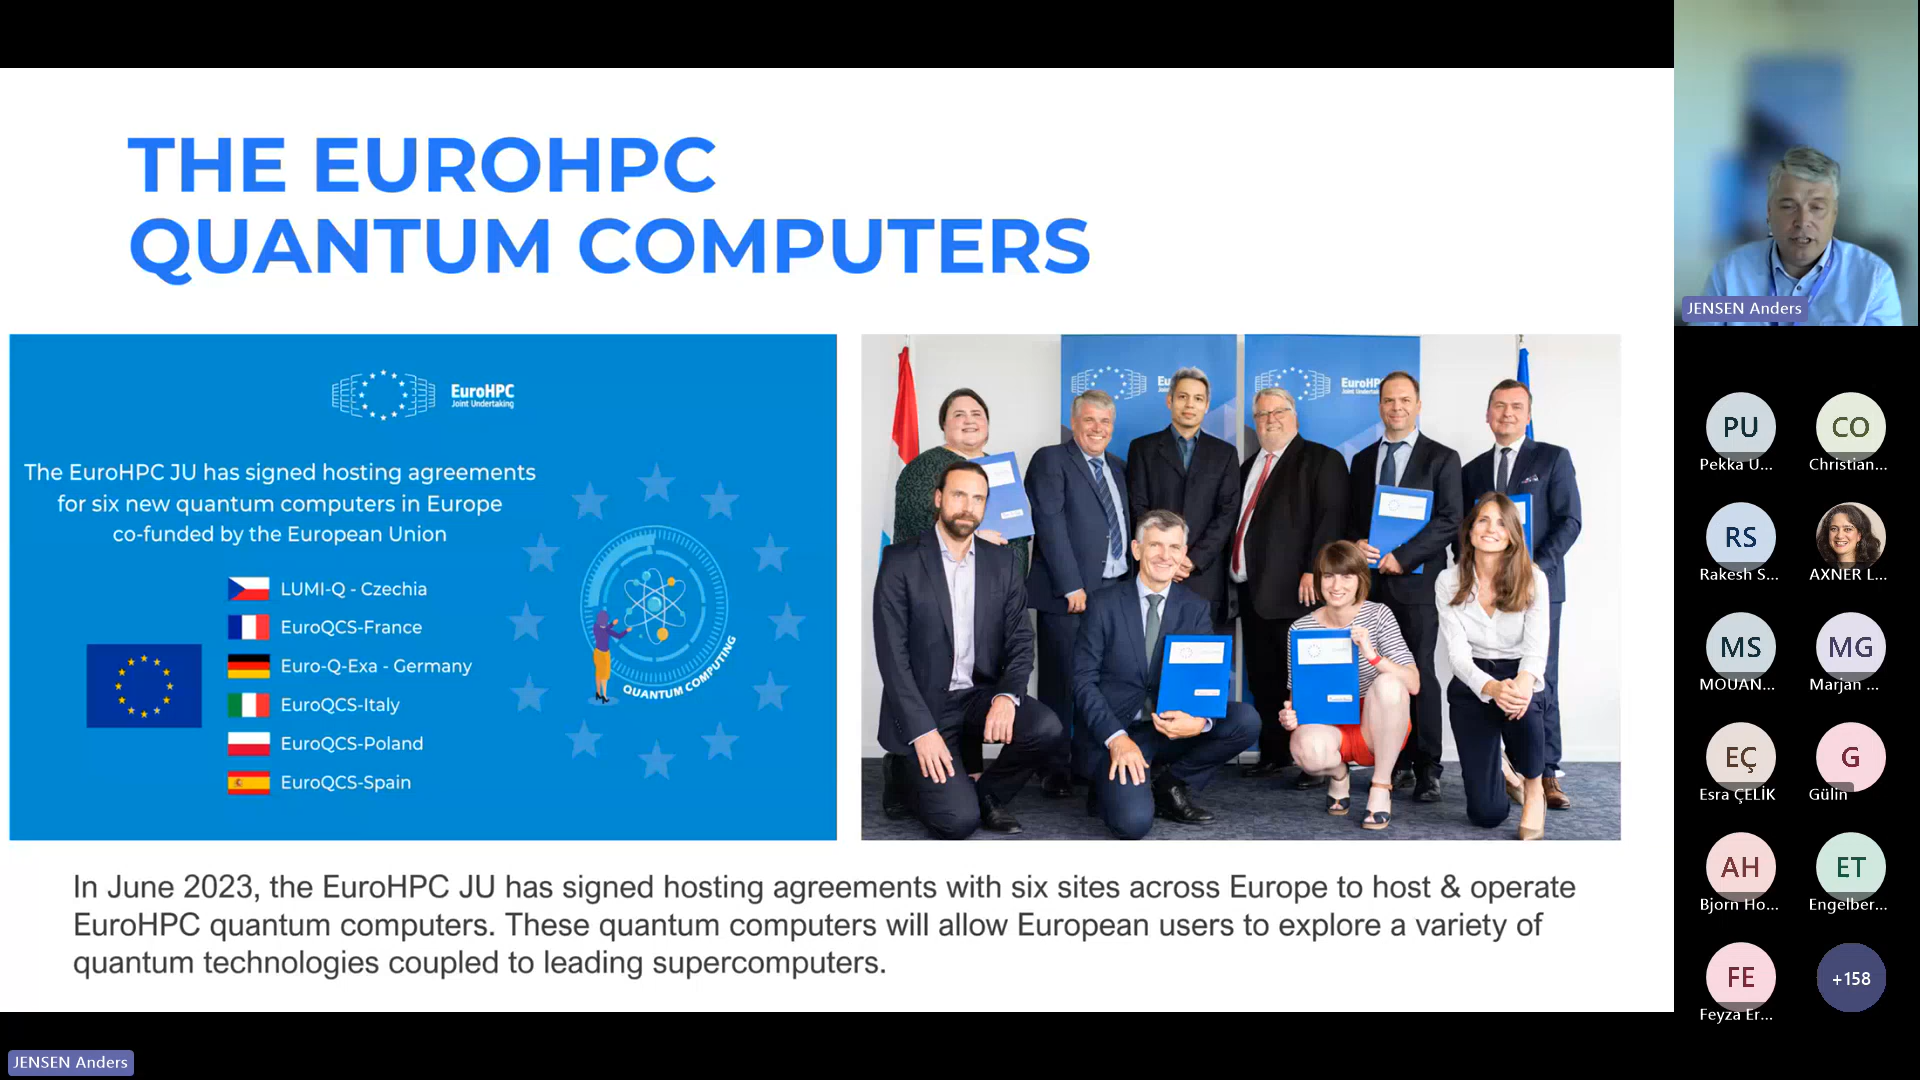 THE EUROHPC
QUANTUM COMPUTERS
EuroHPC
Joint Undertaking
The EuroHPC JU has signed hosting agreements
for six new quantum computers in Europe
co-funded by the European Union
LUMI-Q - Czechia
EuroQCS-France
Euro-Q-Exa - Germany
EuroQCS-Italy
EuroQCS-Poland
EuroQCS-Spain
QUANTUM COMPUTING
EuroHPC
In June 2023, the EuroHPC JU has signed hosting agreements with six sites across Europe to host & operate
EuroHPC quantum computers. These quantum computers will allow European users to explore a variety of
quantum technologies coupled to leading supercomputers.
JENSEN Anders
PU
Pekka U...
CO
Christian...
RS
Rakesh S...
AXNER L...
MS
MOUAN...
MG
Marjan ...
EÇ
Esra ÇELİK
G
Gülin
AH
Bjorn Ho...
ET
Engelber...
FE
Feyza Er...
+158
JENSEN Anders